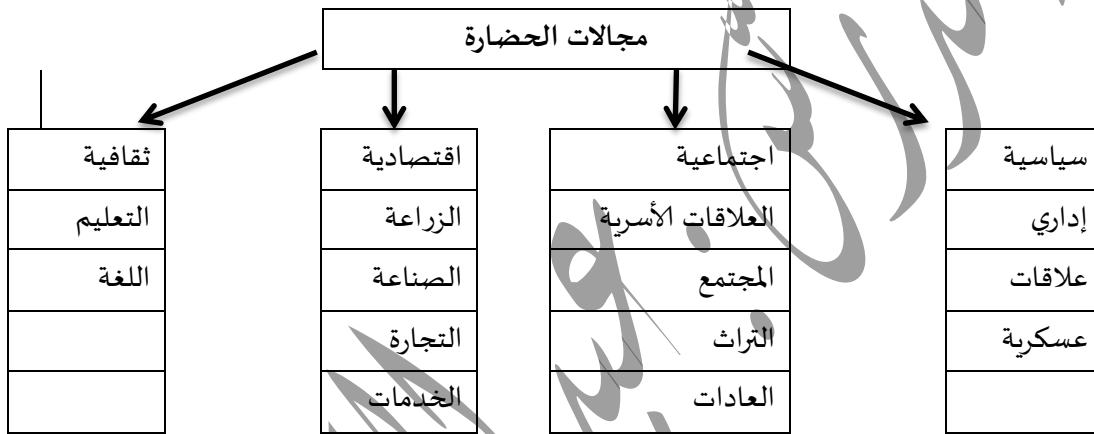 مجالات الحضارة
سياسية
إداري
علاقات
عسكرية
اجتماعية
العلاقات الأسرية
المجتمع
التراث
العادات
اقتصادية
الزراعة
الصناعة
التجارة
الخدمات
ثقافية
التعليم
اللغة